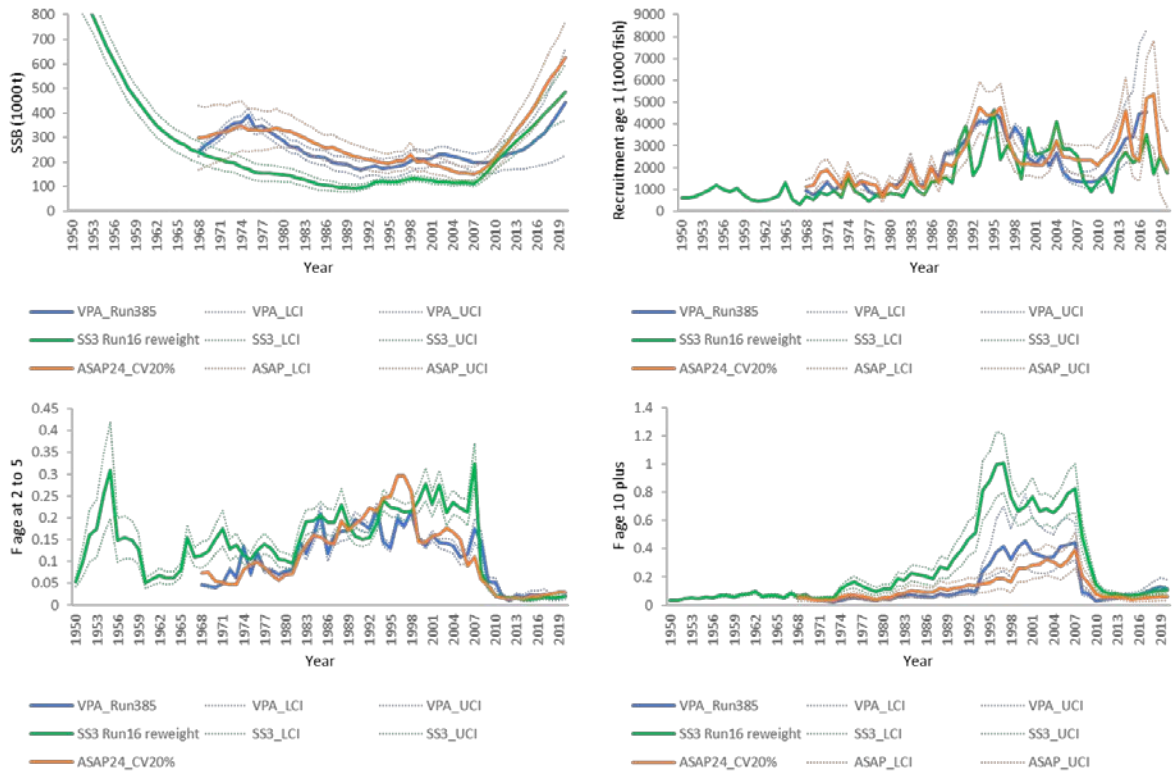 SSB (1000 t)
800
700
600
500
400
300
200
100
0
1950 1953 1956 1959 1962 1965 1968 1971 1974 1977 1980 1983 1986 1989 1992 1995 1998 2001 2004 2007 2010 2013 2016 2019
Year
VPA_Run385 VPA_LCI VPA_UCI
SS3 Run16 reweight SS3_LCI SS3_UCI
ASAP24_CV20% ASAP_LCI ASAP_UCI
Recruitment age 1 (1000 fish)
9000
8000
7000
6000
5000
4000
3000
2000
1000
0
1950 1953 1956 1959 1962 1965 1968 1971 1974 1977 1980 1983 1986 1989 1992 1995 1998 2001 2004 2007 2010 2013 2016 2019
Year
VPA_Run385 VPA_LCI VPA_UCI
SS3 Run16 reweight SS3_LCI SS3_UCI
ASAP24_CV20% ASAP_LCI ASAP_UCI
F age at 2 to 5
0.45
0.4
0.35
0.3
0.25
0.2
0.15
0.1
0.05
0
1950 1953 1956 1959 1962 1965 1968 1971 1974 1977 1980 1983 1986 1989 1992 1995 1998 2001 2004 2007 2010 2013 2016 2019
Year
VPA_Run385 VPA_LCI VPA_UCI
SS3 Run16 reweight SS3_LCI SS3_UCI
ASAP24_CV20%
F age 10 plus
1.4
1.2
1
0.8
0.6
0.4
0.2
0
1950 1953 1956 1959 1962 1965 1968 1971 1974 1977 1980 1983 1986 1989 1992 1995 1998 2001 2004 2007 2010 2013 2016 2019
Year
VPA_Run385 VPA_LCI VPA_UCI
SS3 Run16 reweight SS3_LCI SS3_UCI
ASAP24_CV20% ASAP_LCI ASAP_UCI